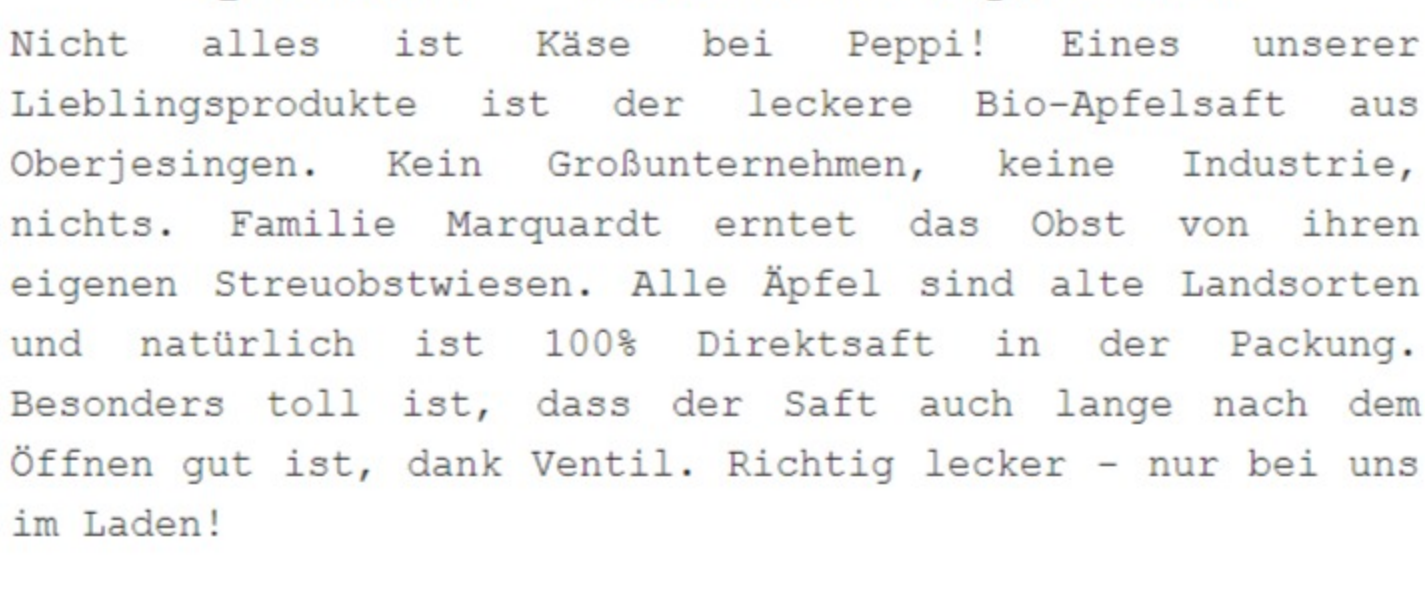 Nicht alles ist Käse bei Peppi! Eines unserer
Lieblingsprodukte ist der leckere Bio-Apfelsaft aus
Oberjesingen. Kein Großunternehmen, keine Industrie,
nichts. Familie Marquardt erntet das Obst von ihren
eigenen Streuobstwiesen. Alle Äpfel sind alte Landsorten
und natürlich ist 100% Direktsaft in der Packung.
Besonders toll ist, dass der Saft auch lange nach dem
Öffnen gut ist, dank Ventil. Richtig lecker - nur bei uns
im Laden!